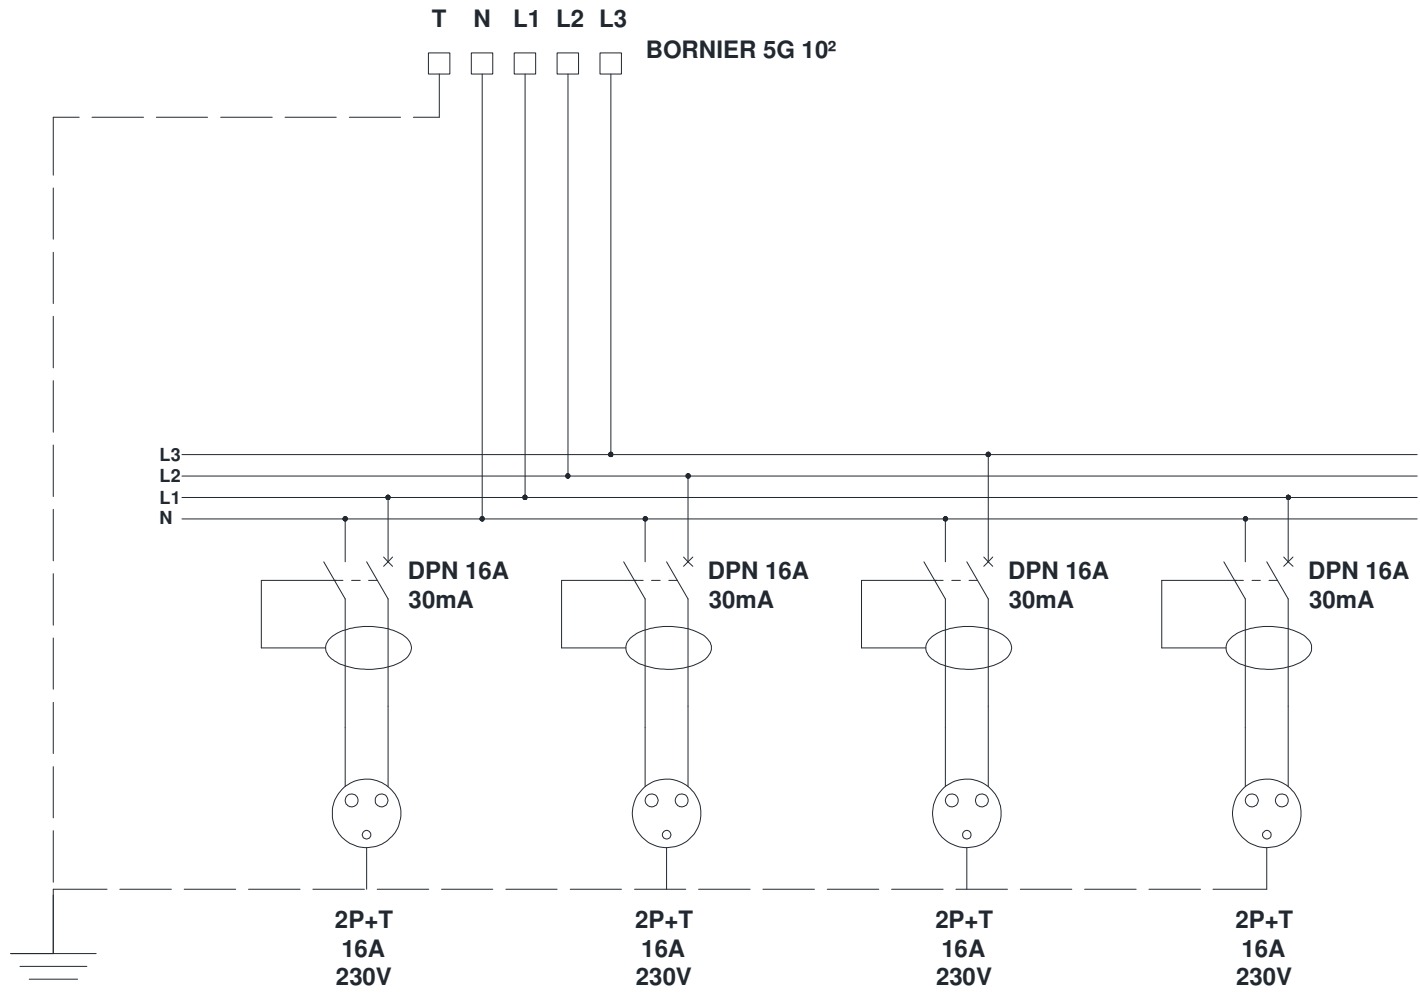 T N L1 L2 L3
BORNIER 5G 10²
L3
L2
L1
N
DPN 16A
30mA
DPN 16A
30mA
DPN 16A
30mA
DPN 16A
30mA
2P+T
16A
230V
2P+T
16A
230V
2P+T
16A
230V
2P+T
16A
230V